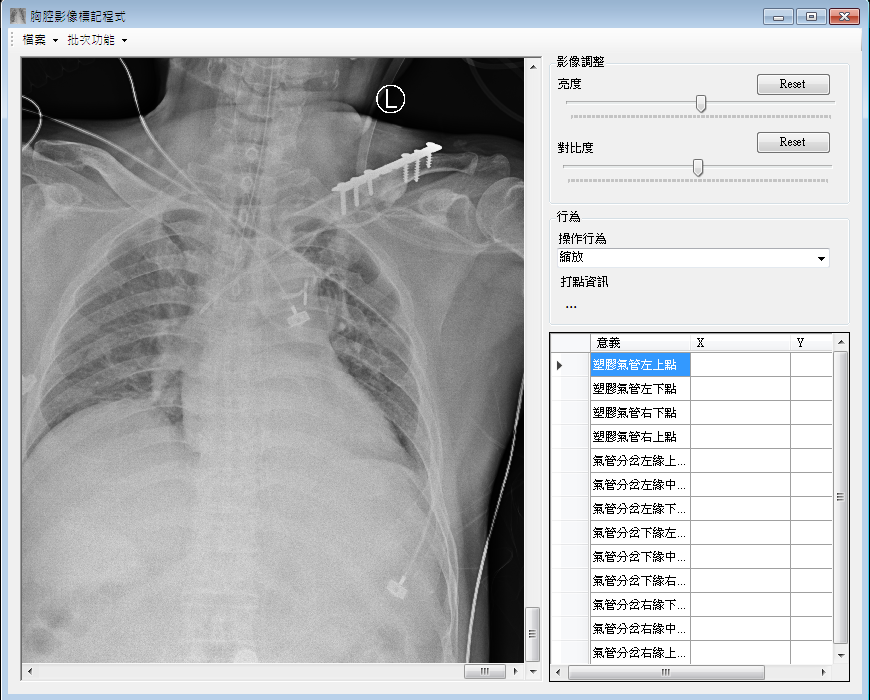 胸腔影像標記程式
檔案 批次功能
L
影像調整
亮度
Reset
對比度
Reset
行為
操作行為
縮放
打點資訊
...
意義 X Y
塑膠氣管左上點
塑膠氣管左下點
塑膠氣管右下點
塑膠氣管右上點
氣管分岔左緣上...
氣管分岔左緣中...
氣管分岔左緣下...
氣管分岔下緣左...
氣管分岔下緣中...
氣管分岔下緣右...
氣管分岔右緣下...
氣管分岔右緣中...
氣管分岔右緣上...